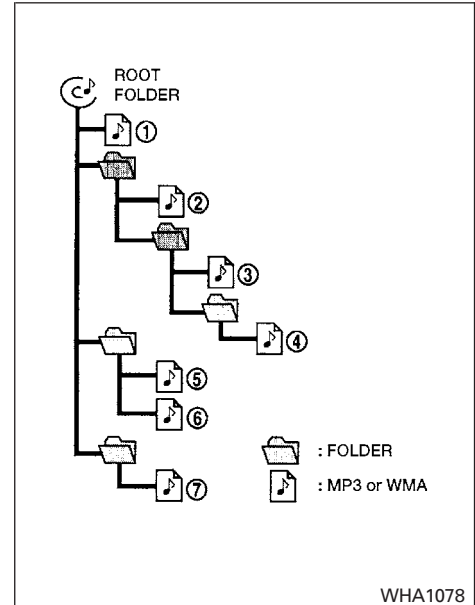 ROOT
FOLDER
①
②
③
④
⑤
⑥
: FOLDER
: MP3 or WMA
⑦
WHA1078